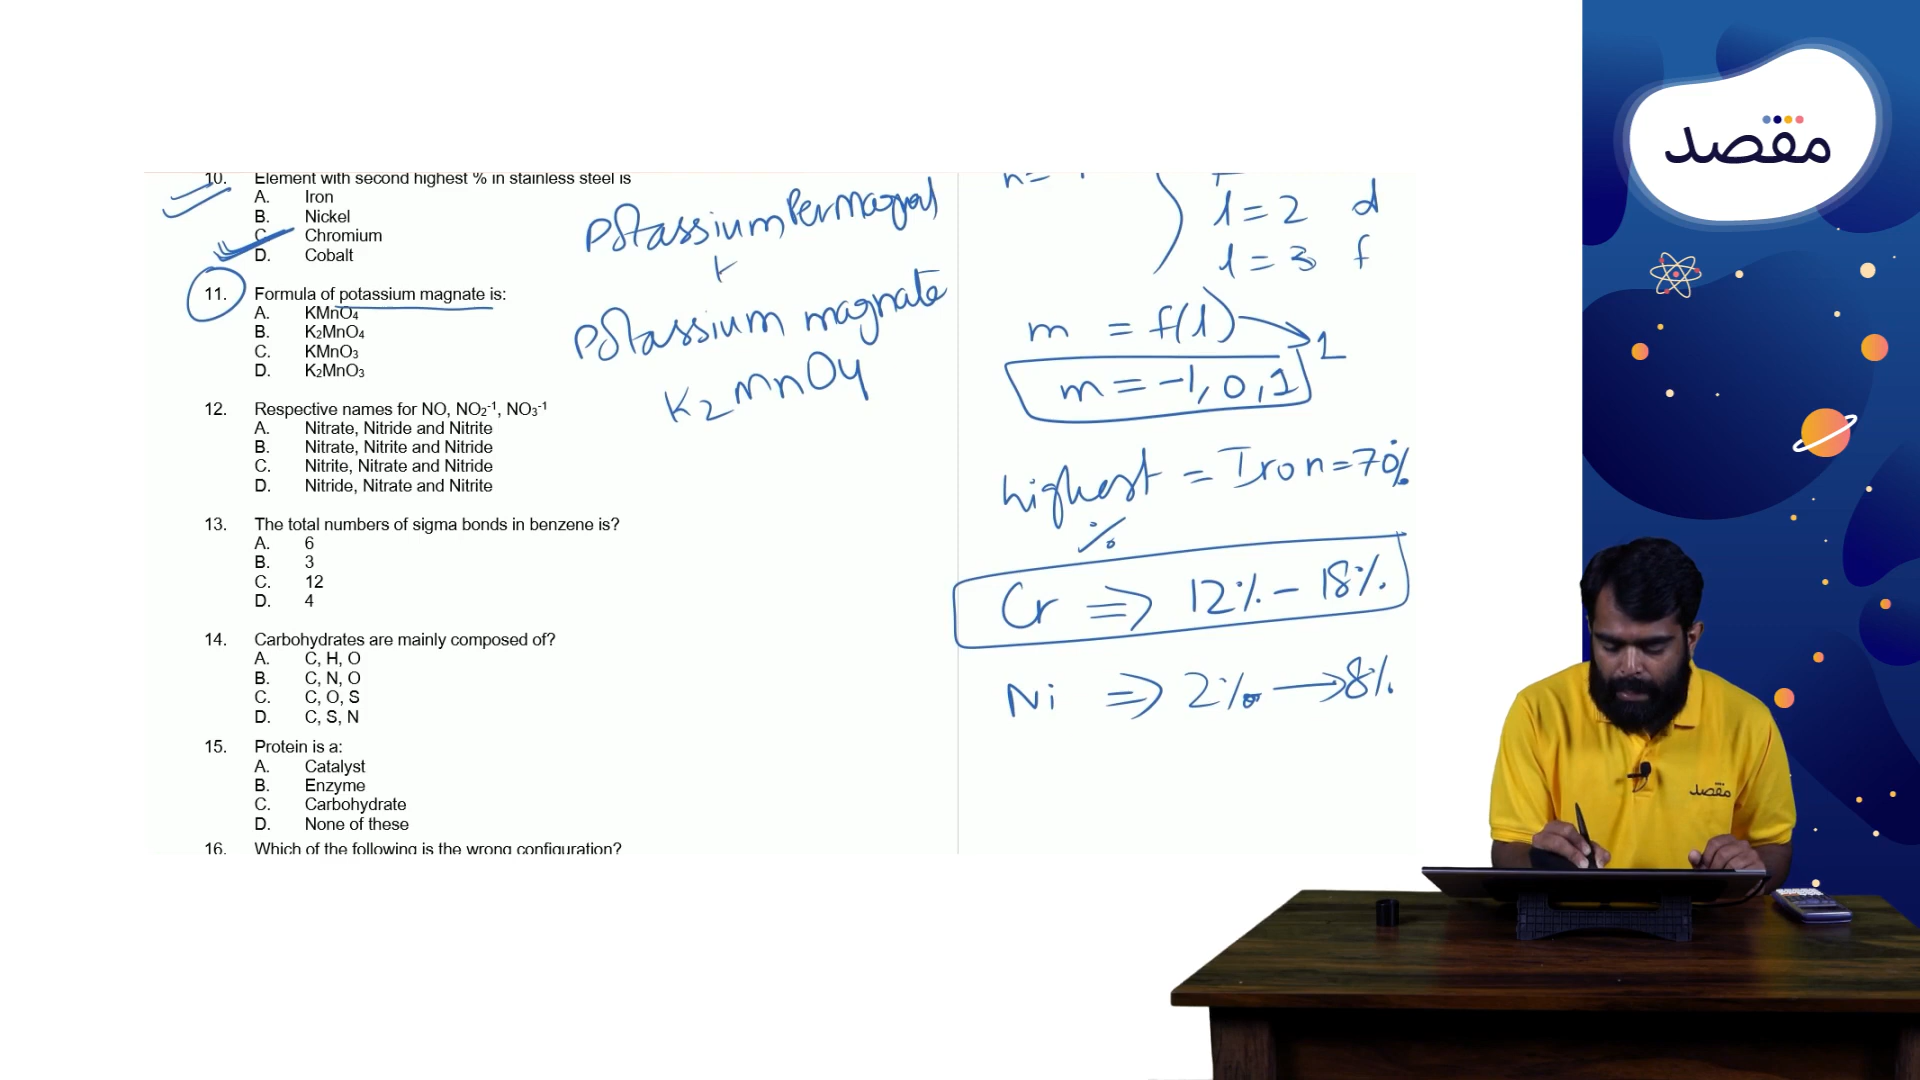 10. Element with second highest % in stainless steel is
A. Iron
B. Nickel
C. Chromium
D. Cobalt
11. Formula of potassium magnate is:
A. KMnO₄
B. K₂MnO₄
C. KMnO₃
D. K₂MnO₃
12. Respective names for NO, NO₂⁻¹, NO₃⁻¹
A. Nitrate, Nitride and Nitrite
B. Nitrate, Nitrite and Nitride
C. Nitrite, Nitrate and Nitride
D. Nitride, Nitrate and Nitrite
13. The total numbers of sigma bonds in benzene is?
A. 6
B. 3
C. 12
D. 4
14. Carbohydrates are mainly composed of?
A. C, H, O
B. C, N, O
C. C, O, S
D. C, S, N
15. Protein is a:
A. Catalyst
B. Enzyme
C. Carbohydrate
D. None of these
16. Which of the following is the wrong configuration?
Potassium
Potassium magnate
K₂MnO₄
l = 2 d
l = 3 f
m = f(l) 1
m = -1, 0, 1
highest = Iron = 70%
%
Cr ⇒ 12% - 18%
Ni ⇒ 2% → 8%
مقصد
مقصد